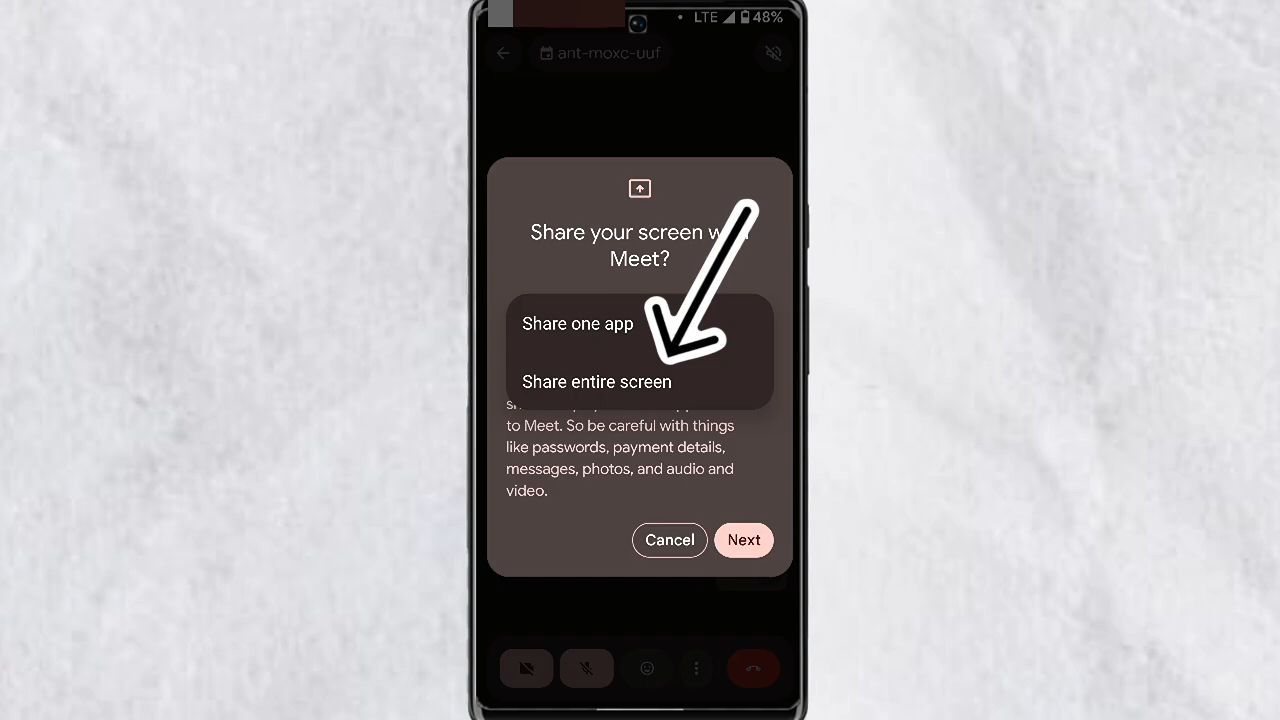 LTE 48%
ant-moxc-uuf
Share your screen
Meet?
Share one app
Share entire screen
to Meet. So be careful with things
like passwords, payment details,
messages, photos, and audio and
video.
Cancel Next